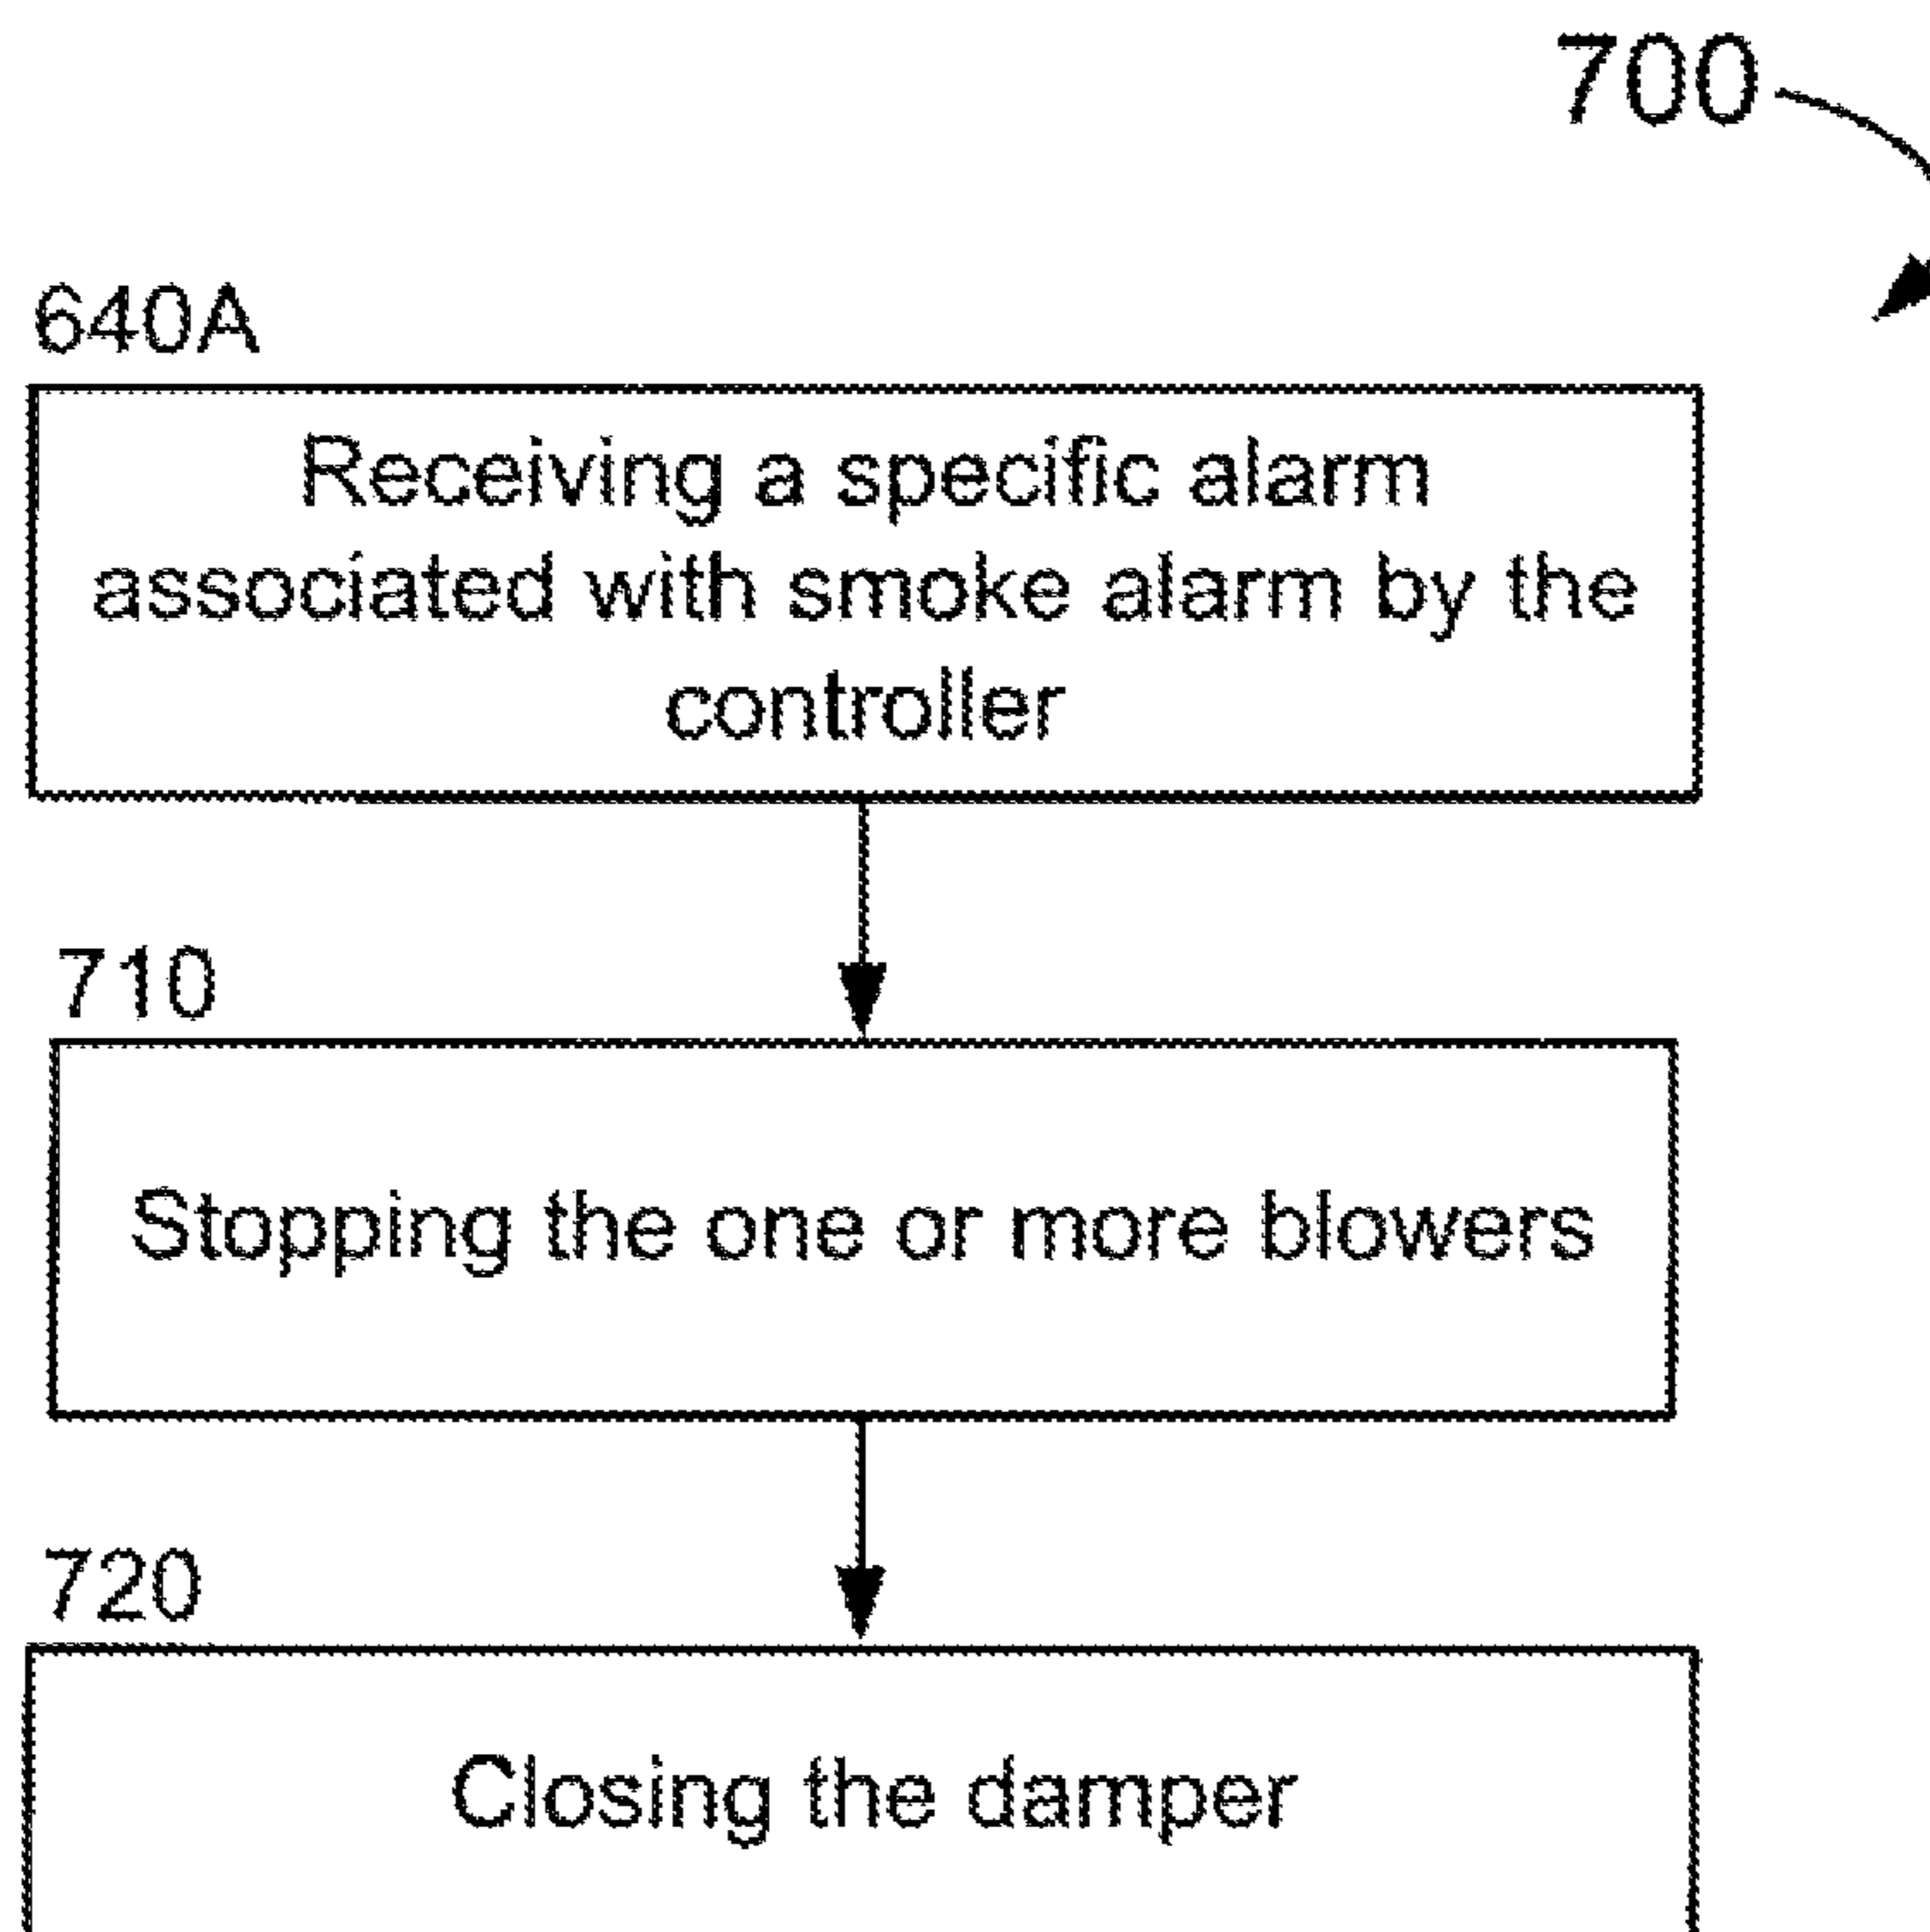 700
640A
Receiving a specific alarm
associated with smoke alarm by the
controller
710
Stopping the one or more blowers
720
Closing the damper